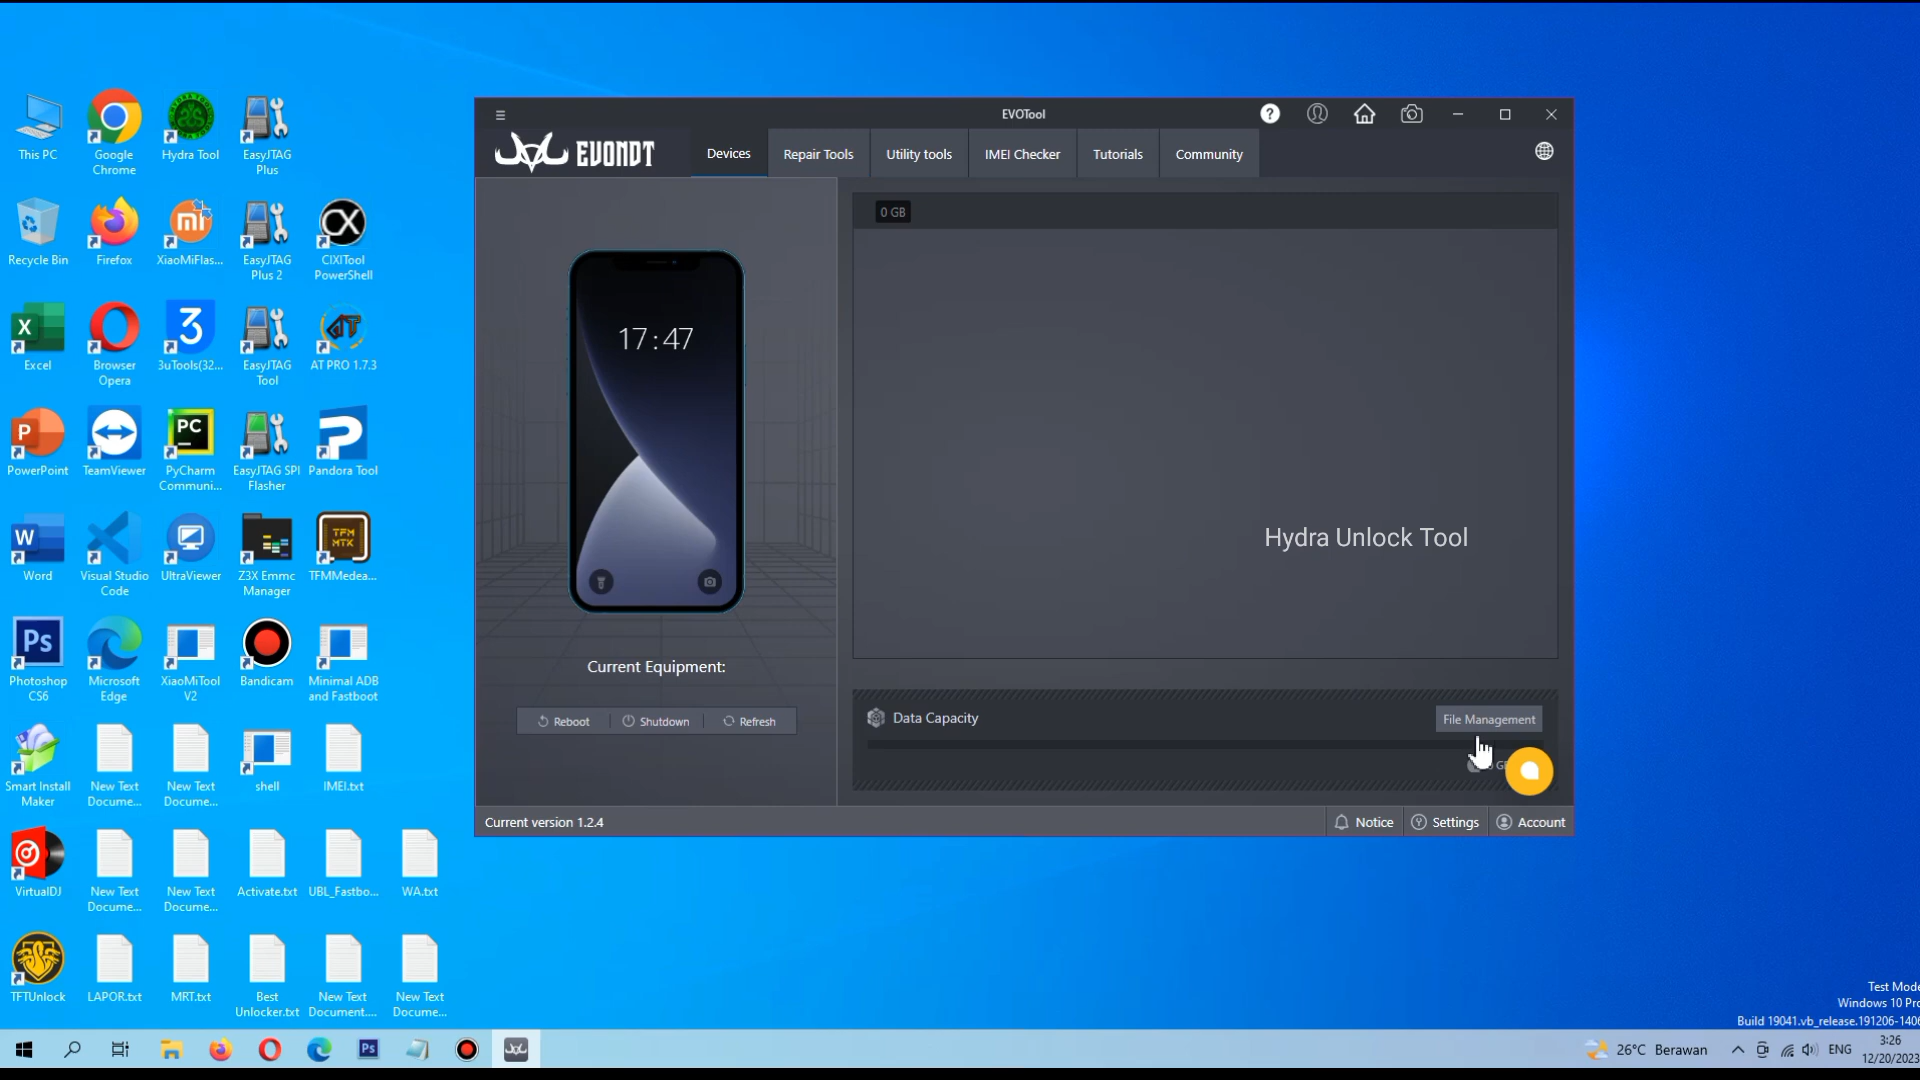 This PC
Google
Chrome
Hydra Tool
EasyJTAG
Plus
Recycle Bin
Firefox
XiaoMiFlas...
EasyJTAG
Plus 2
CIXITool
PowerShell
Excel
Browser
Opera
3uTools(32...
EasyJTAG
Tool
AT PRO 1.7.3
PowerPoint
TeamViewer
PyCharm
Communi...
EasyJTAG SPI
Flasher
Pandora Tool
Word
Visual Studio
Code
UltraViewer
Z3X Emmc
Manager
TFMMedea...
Photoshop
CS6
Microsoft
Edge
XiaoMiTool
V2
Bandicam
Minimal ADB
and Fastboot
Smart Install
Maker
New Text
Docume...
New Text
Docume...
shell
IMEI.txt
VirtualDJ
New Text
Docume...
New Text
Docume...
Activate.txt
UBL_Fastbo...
WA.txt
TFTUnlock
LAPOR.txt
MRT.txt
Best
Unlocker.txt
New Text
Document....
New Text
Docume...
EVOTool
EVONDT
Devices
Repair Tools
Utility tools
IMEI Checker
Tutorials
Community
17:47
Current Equipment:
Reboot
Shutdown
Refresh
0 GB
Hydra Unlock Tool
Data Capacity
File Management
Current version 1.2.4
Notice
Settings
Account
Test Mode
Windows 10 Pro
Build 19041.vb_release.191206-1406
26°C Berawan
ENG
3:26
12/20/2023